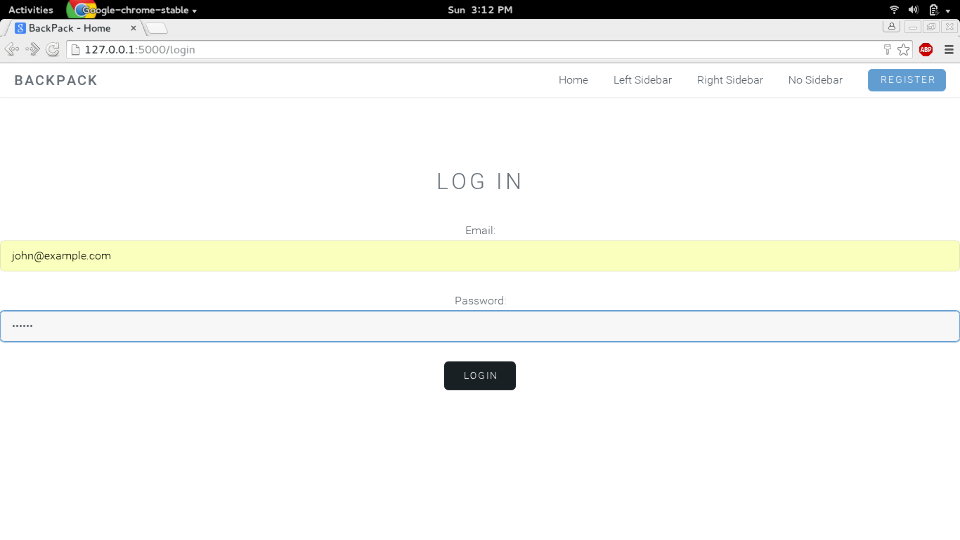 Activities Google-chrome-stable Sun 3:12 PM
BackPack - Home
127.0.0.1:5000/login ABP
BACKPACK Home Left Sidebar Right Sidebar No Sidebar REGISTER
LOG IN
Email:
john@example.com
Password:
LOGIN